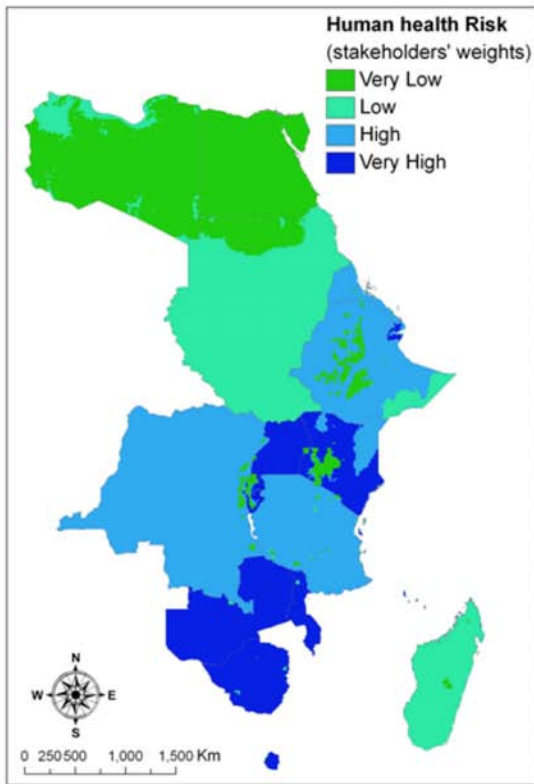 Human health Risk
(stakeholders' weights)
Very Low
Low
High
Very High
N
W E
S
0 250 500 1,000 1,500 Km